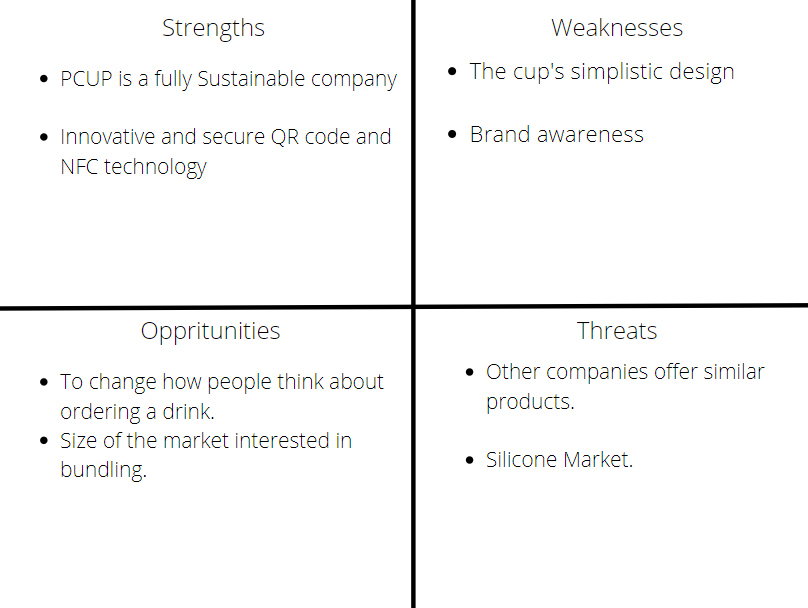 Strengths
• PCUP is a fully Sustainable company
• Innovative and secure QR code and
NFC technology
Weaknesses
• The cup's simplistic design
• Brand awareness
Oppritunities
• To change how people think about
ordering a drink.
• Size of the market interested in
bundling.
Threats
• Other companies offer similar
products.
• Silicone Market.